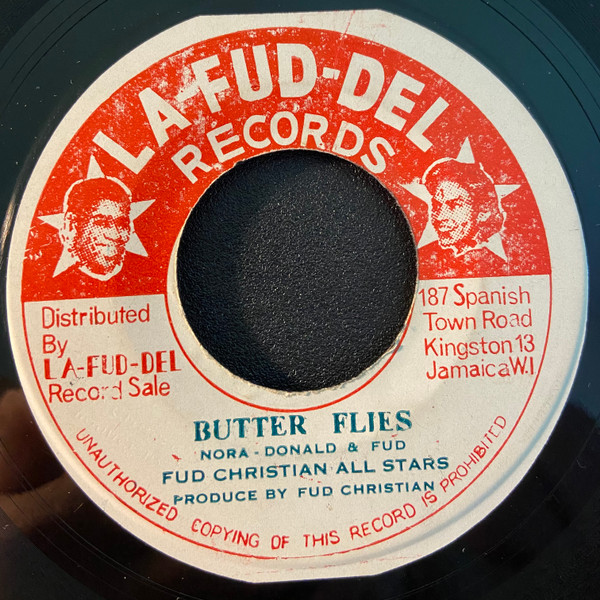 LA-FUD-DEL
RECORDS
Distributed
By
LA-FUD-DEL
Record Sale
187 Spanish
Town Road
Kingston 13
Jamaica W.I
BUTTER FLIES
NORA - DONALD & FUD
FUD CHRISTIAN ALL STARS
PRODUCE BY FUD CHRISTIAN
UNAUTHORIZED COPYING OF THIS RECORD IS PROHIBITED